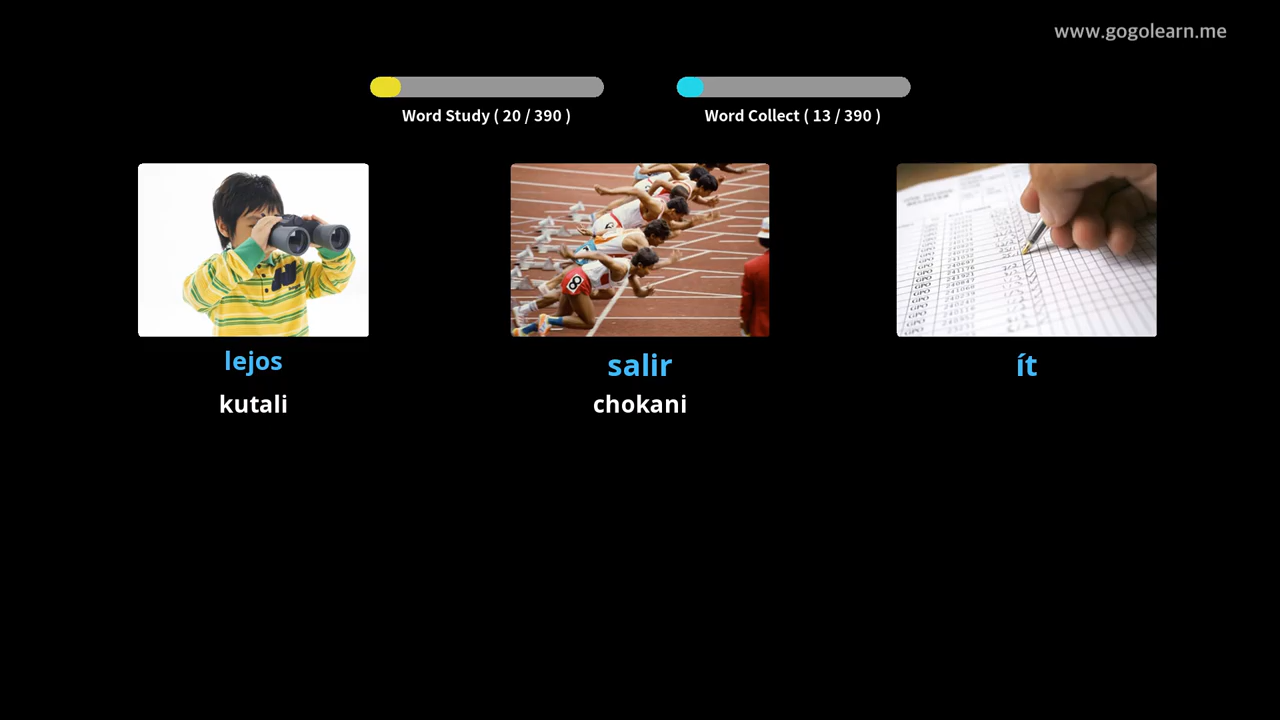 www.gogolearn.me
Word Study ( 20 / 390 )
Word Collect ( 13 / 390 )
lejos
salir
ít
kutali
chokani